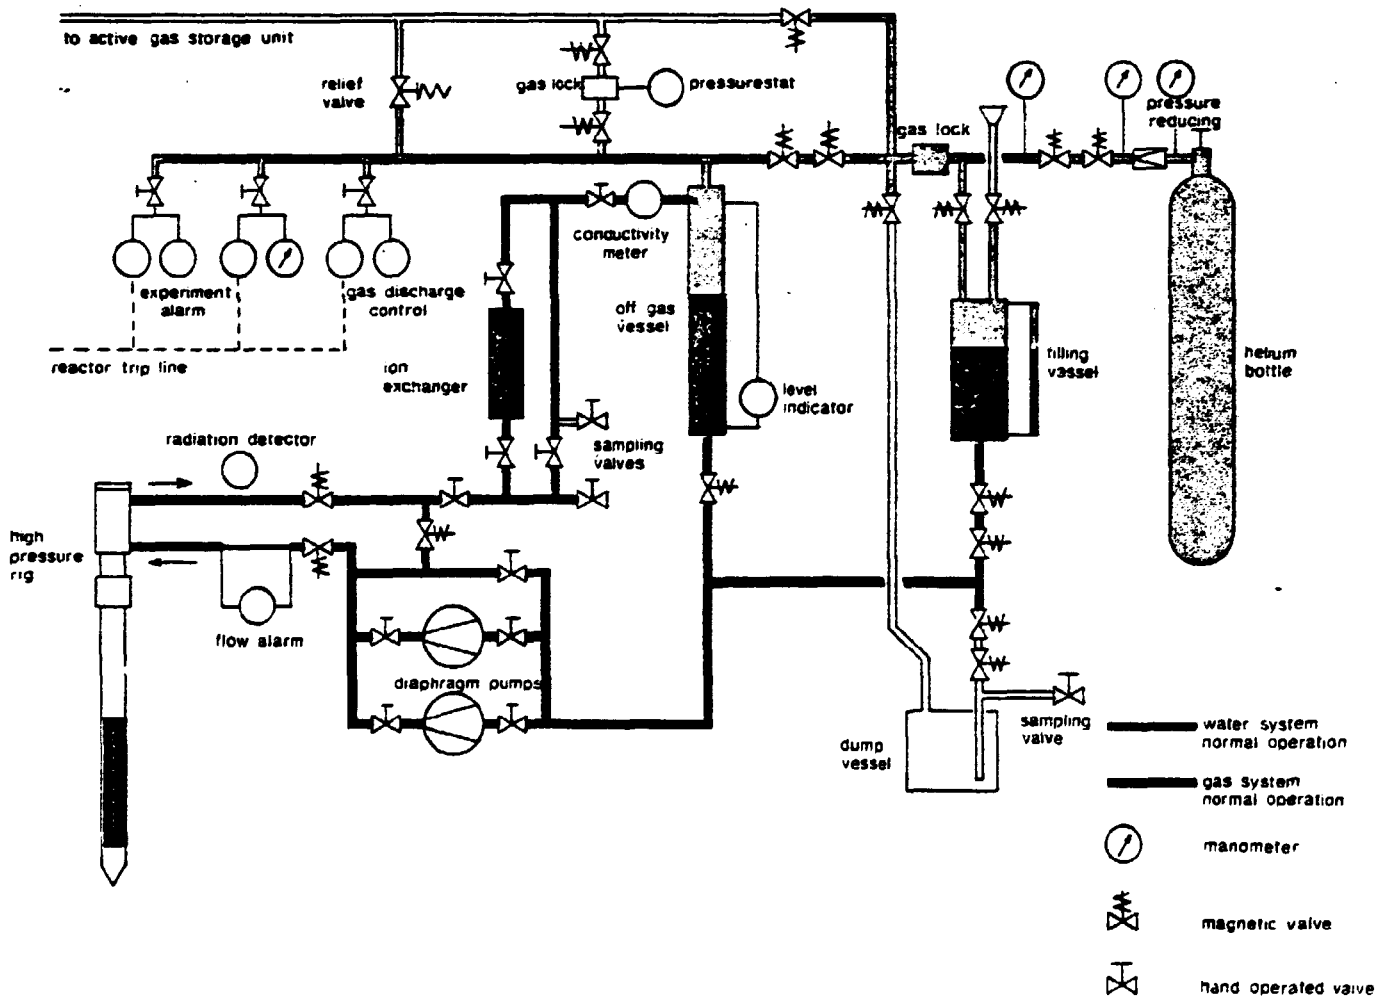 to active gas storage unit
relief
valve
gas lock
pressurestat
pressure
reducing
gas lock
conductivity
meter
experiment
alarm
gas discharge
control
reactor trip line
ion
exchanger
off gas
vessel
filling
vassel
helium
bottle
level
indicator
radiation detector
sampling
valves
high
pressure
rig
flow alarm
diaphragm pumps
dump
vessel
sampling
valve
water system
normal operation
gas system
normal operation
manometer
magnetic valve
hand operated valve